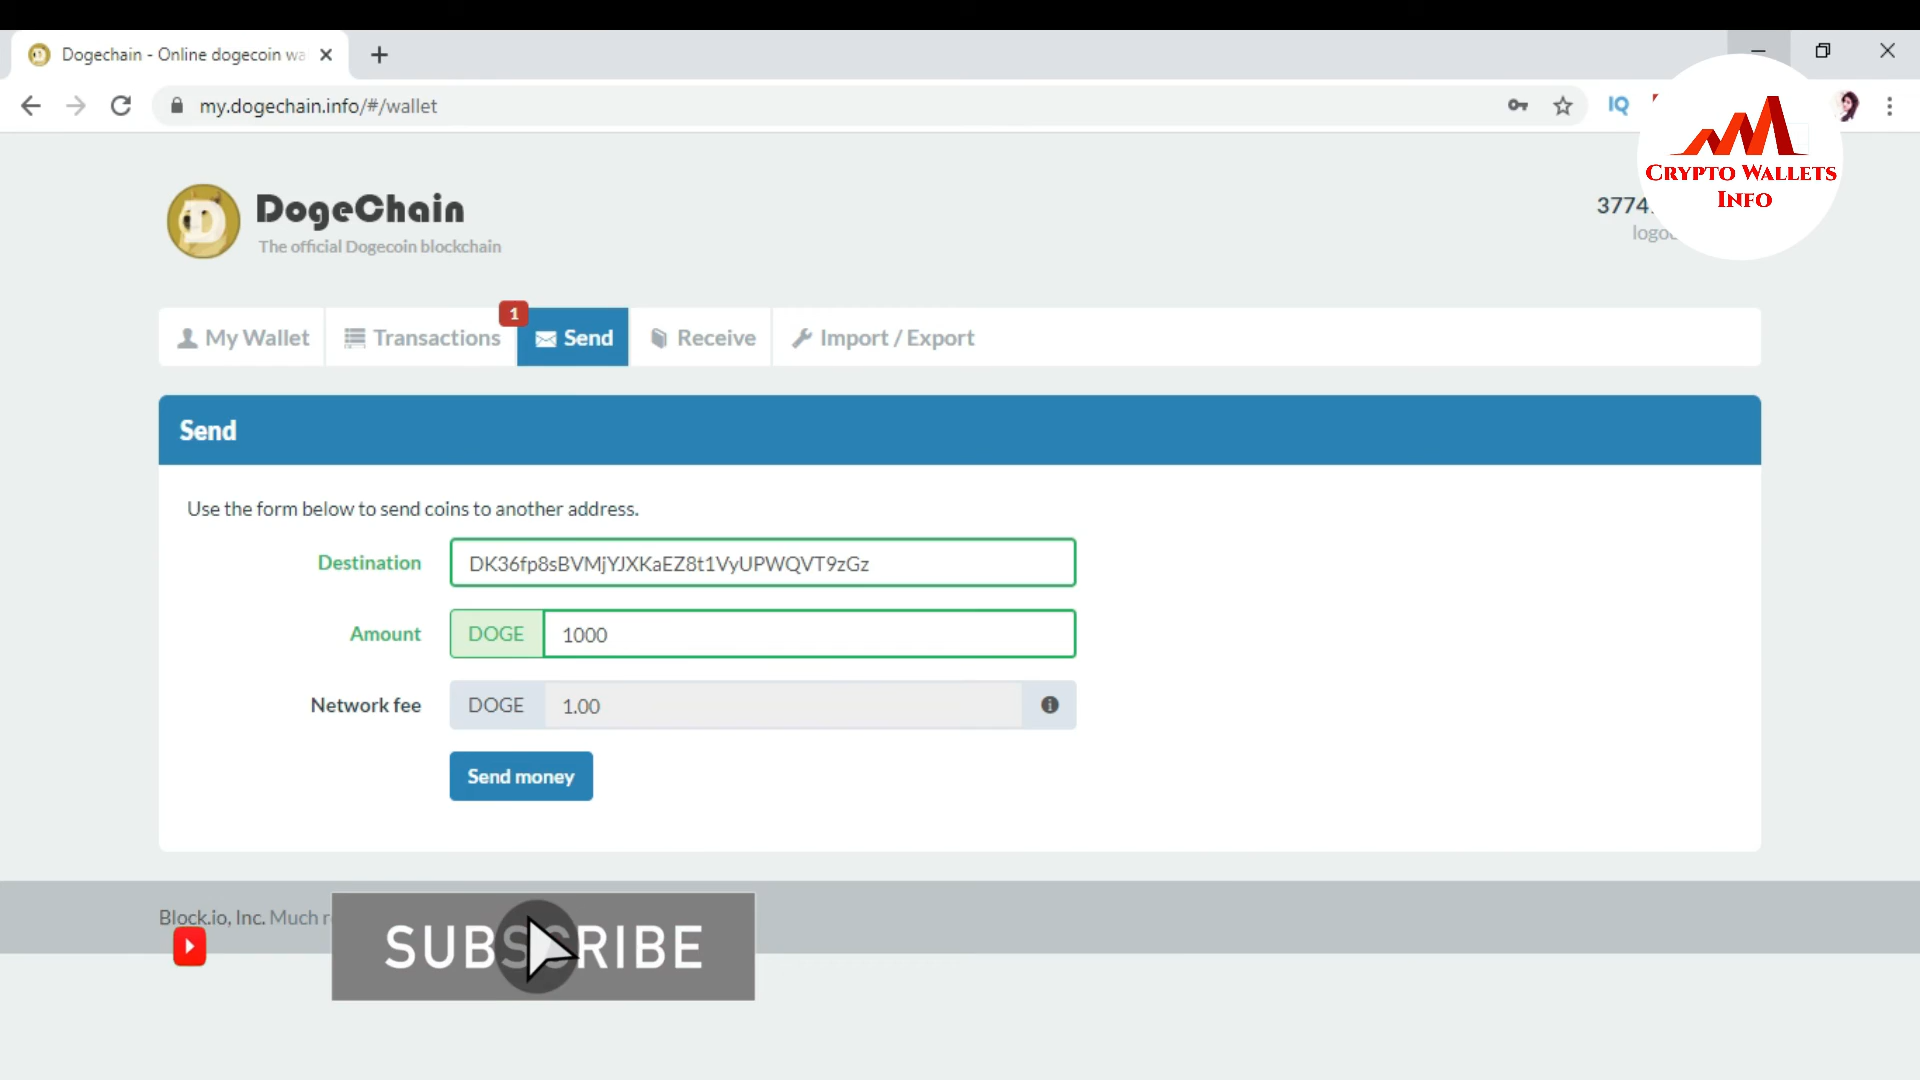 Dogechain - Online dogecoin wa
my.dogechain.info/#/wallet
IQ
CRYPTO WALLETS
INFO
DogeChain
The official Dogecoin blockchain
3774
My Wallet
Transactions
1
Send
Receive
Import / Export
Send
Use the form below to send coins to another address.
Destination
DK36fp8sBVMjYJXKaEZ8t1VyUPWQVT9zGz
Amount
DOGE
1000
Network fee
DOGE
1.00
Send money
Block.io, Inc. Much
SUBSCRIBE